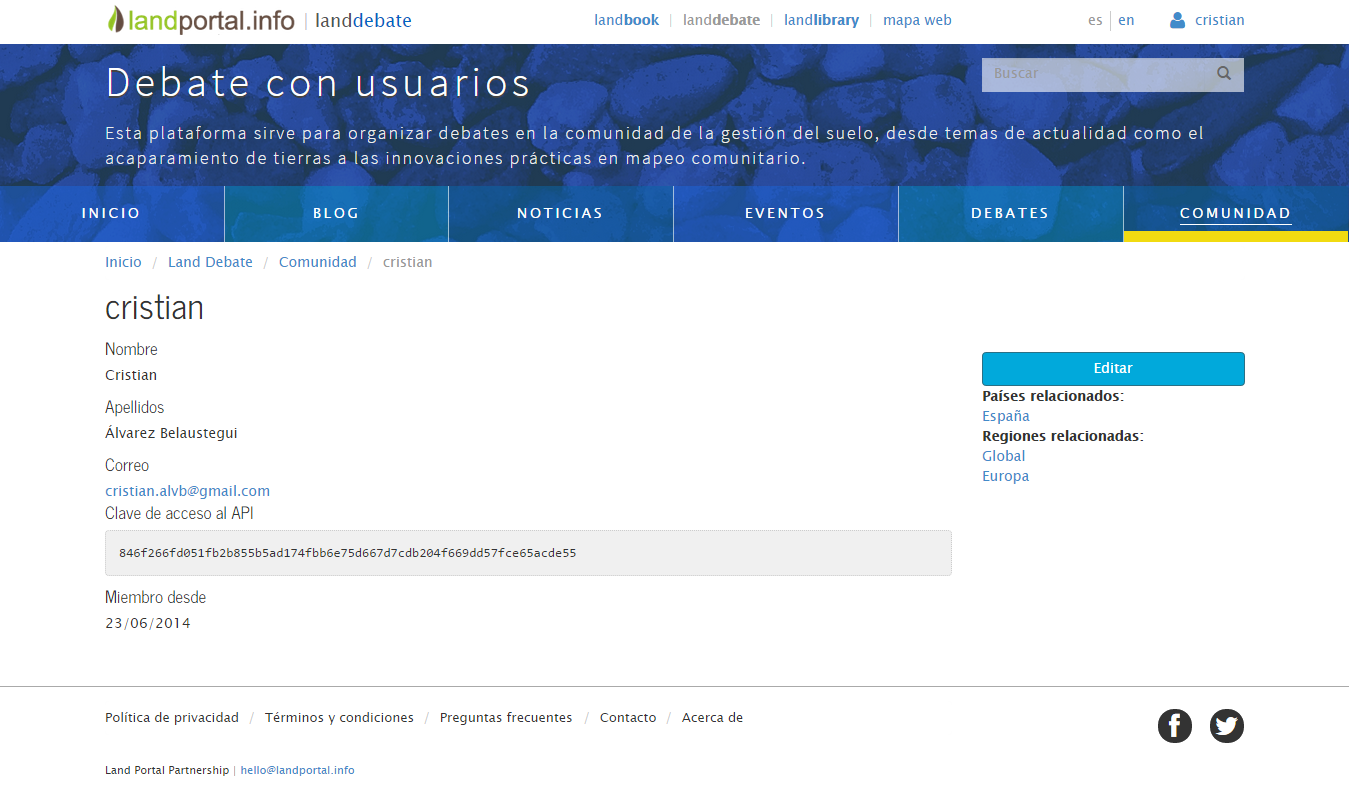 landportal.info | landdebate
landbook | landdebate | landlibrary | mapa web
es | en
cristian
Debate con usuarios
Buscar
Esta plataforma sirve para organizar debates en la comunidad de la gestión del suelo, desde temas de actualidad como el
acaparamiento de tierras a las innovaciones prácticas en mapeo comunitario.
INICIO
BLOG
NOTICIAS
EVENTOS
DEBATES
COMUNIDAD
Inicio / Land Debate / Comunidad / cristian
cristian
Nombre
Cristian
Apellidos
Álvarez Belaustegui
Correo
cristian.alvb@gmail.com
Clave de acceso al API
846f266fd051fb2b855b5ad174fbb6e75d667d7cdb204f669dd57fce65acde55
Miembro desde
23/06/2014
Editar
Países relacionados:
España
Regiones relacionadas:
Global
Europa
Política de privacidad / Términos y condiciones / Preguntas frecuentes / Contacto / Acerca de
Land Portal Partnership | hello@landportal.info